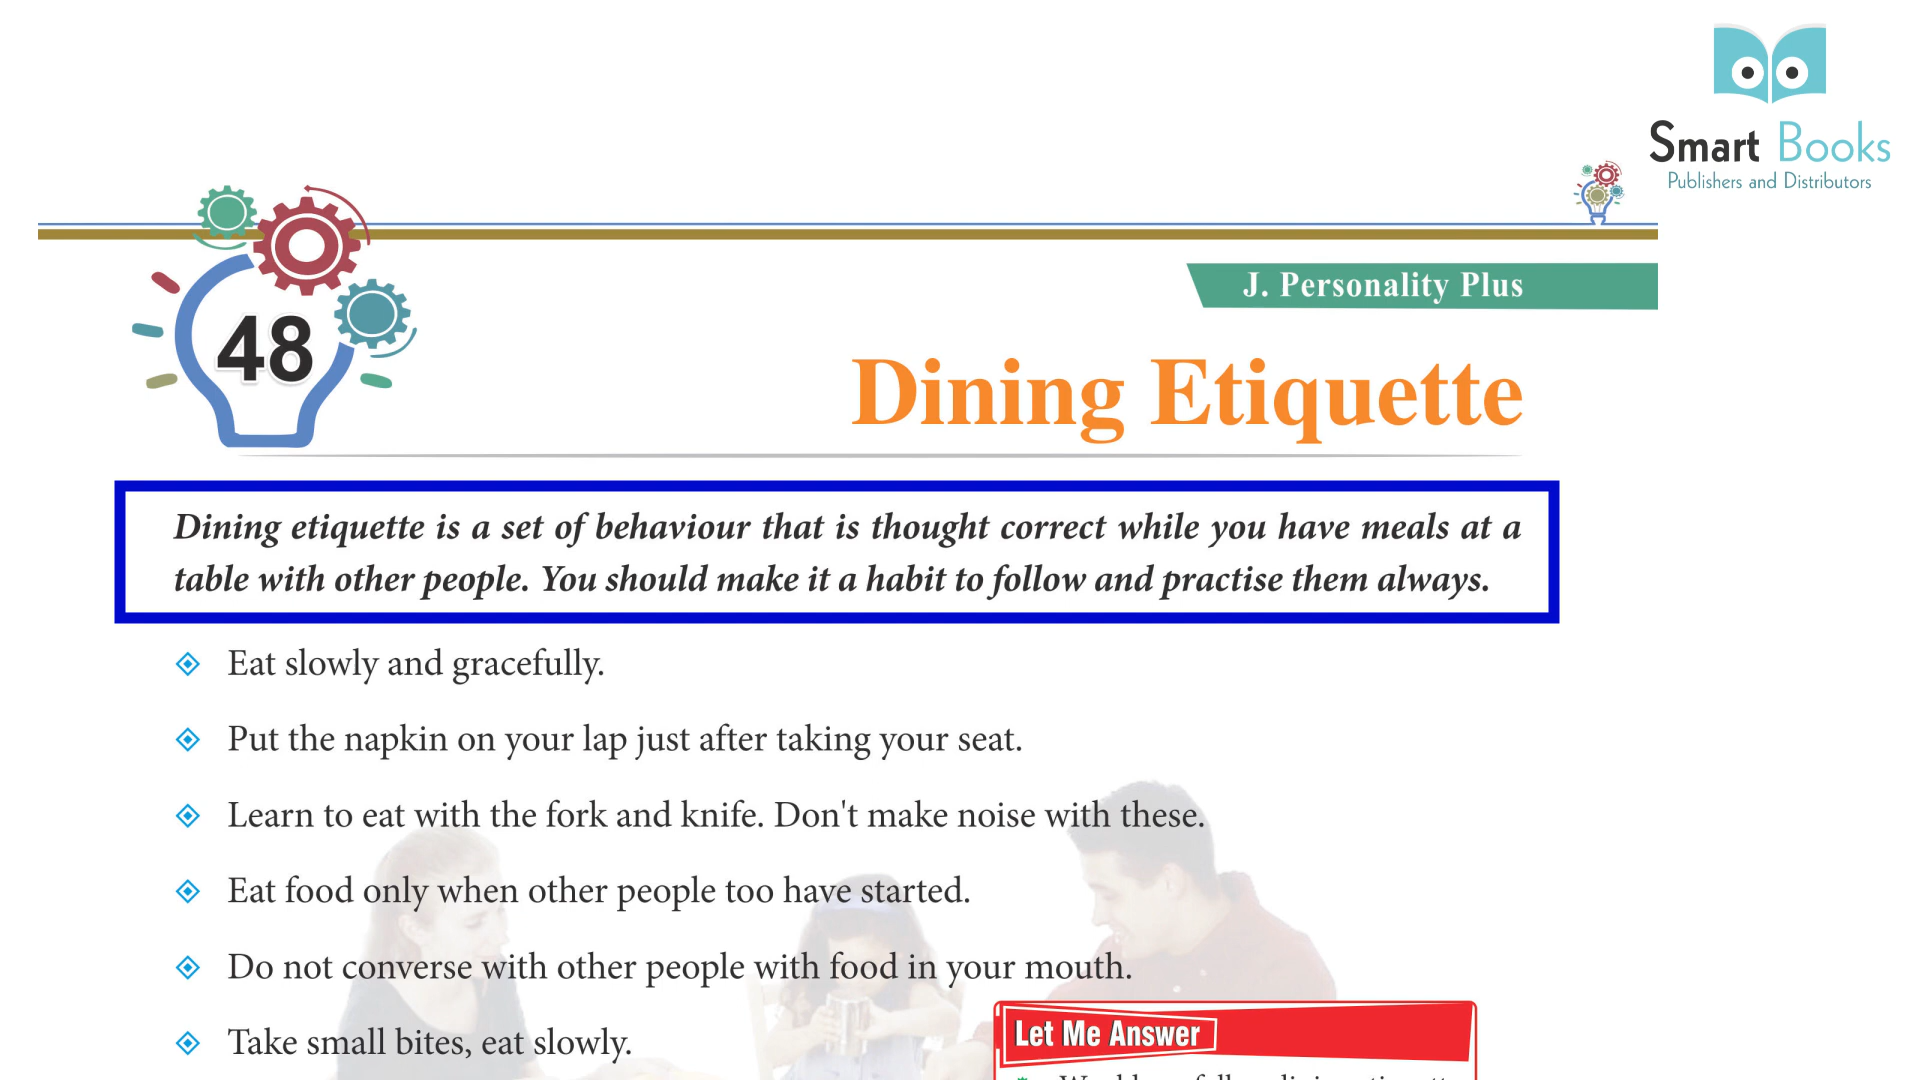 Smart Books
Publishers and Distributors
J. Personality Plus
48
Dining Etiquette
Dining etiquette is a set of behaviour that is thought correct while you have meals at a
table with other people. You should make it a habit to follow and practise them always.
Eat slowly and gracefully.
Put the napkin on your lap just after taking your seat.
Learn to eat with the fork and knife. Don't make noise with these.
Eat food only when other people too have started.
Do not converse with other people with food in your mouth.
Take small bites, eat slowly.
Let Me Answer